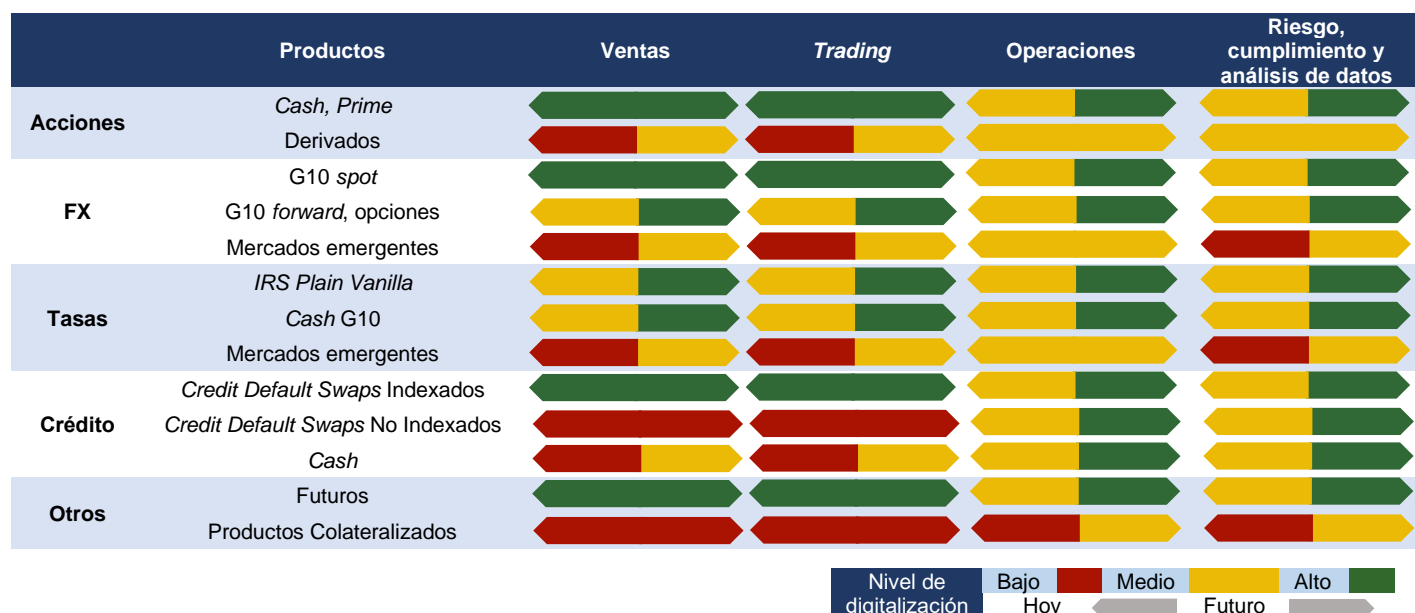 Productos Ventas Trading Operaciones Riesgo, cumplimiento y análisis de datos
Acciones
Cash, Prime
Derivados
FX
G10 spot
G10 forward, opciones
Mercados emergentes
Tasas
IRS Plain Vanilla
Cash G10
Mercados emergentes
Crédito
Credit Default Swaps Indexados
Credit Default Swaps No Indexados
Cash
Otros
Futuros
Productos Colateralizados
Nivel de digitalización
Bajo Medio Alto
Hoy Futuro